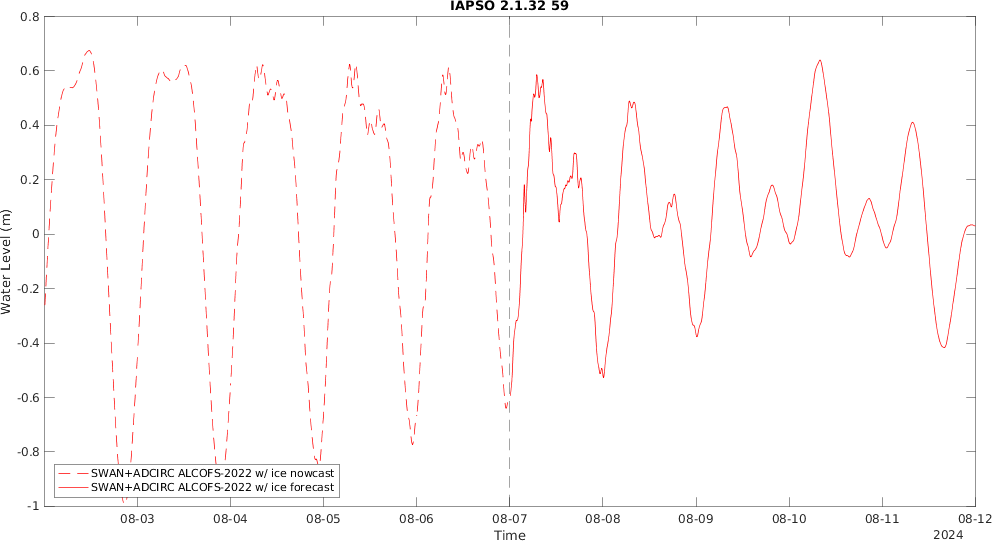 IAPSO 2.1.32 59
0.8
0.6
0.4
0.2
0
-0.2
-0.4
-0.6
-0.8
-1
Water Level (m)
SWAN+ADCIRC ALCOFS-2022 w/ ice nowcast
SWAN+ADCIRC ALCOFS-2022 w/ ice forecast
08-03 08-04 08-05 08-06 08-07 08-08 08-09 08-10 08-11 08-12
Time
2024